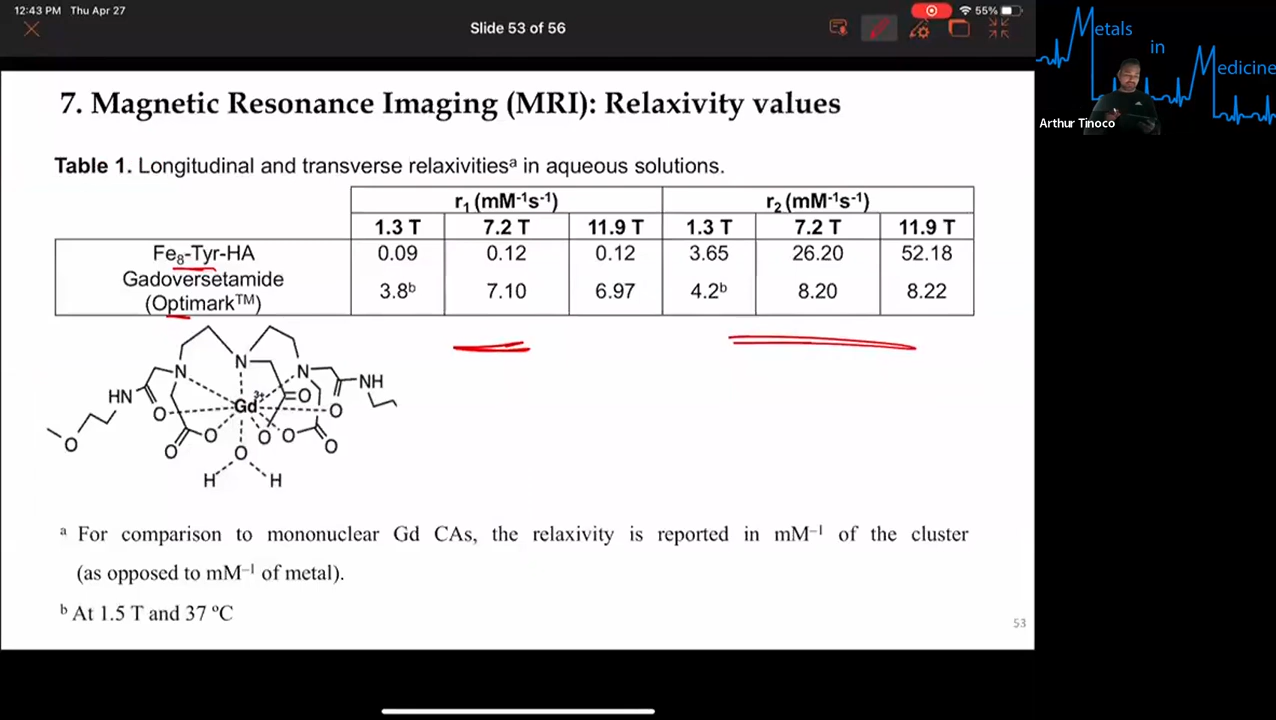 12:43 PM Thu Apr 27
55%
Slide 53 of 56
Metals
in
Medicine
Arthur Tinoco
7. Magnetic Resonance Imaging (MRI): Relaxivity values
Table 1. Longitudinal and transverse relaxivitiesᵃ in aqueous solutions.
r₁ (mM⁻¹s⁻¹) r₂ (mM⁻¹s⁻¹)
1.3 T 7.2 T 11.9 T 1.3 T 7.2 T 11.9 T
Fe₈-Tyr-HA 0.09 0.12 0.12 3.65 26.20 52.18
Gadoversetamide
(Optimark™) 3.8ᵇ 7.10 6.97 4.2ᵇ 8.20 8.22
N
N N
HN NH
O Gd³⁺ O O
O O O O O
O O
H H
ᵃ For comparison to mononuclear Gd CAs, the relaxivity is reported in mM⁻¹ of the cluster
(as opposed to mM⁻¹ of metal).
ᵇ At 1.5 T and 37 ºC
53